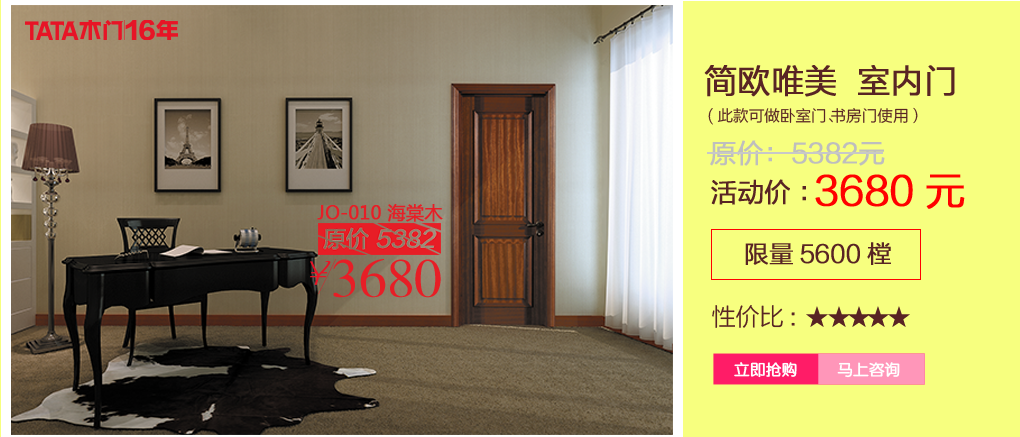 TATA木门|16年
JO-010 海棠木
原价 5382
¥3680
简欧唯美 室内门
（此款可做卧室门、书房门使用）
原价：5382元
活动价：3680 元
限量 5600 樘
性价比：★★★★★
立即抢购
马上咨询